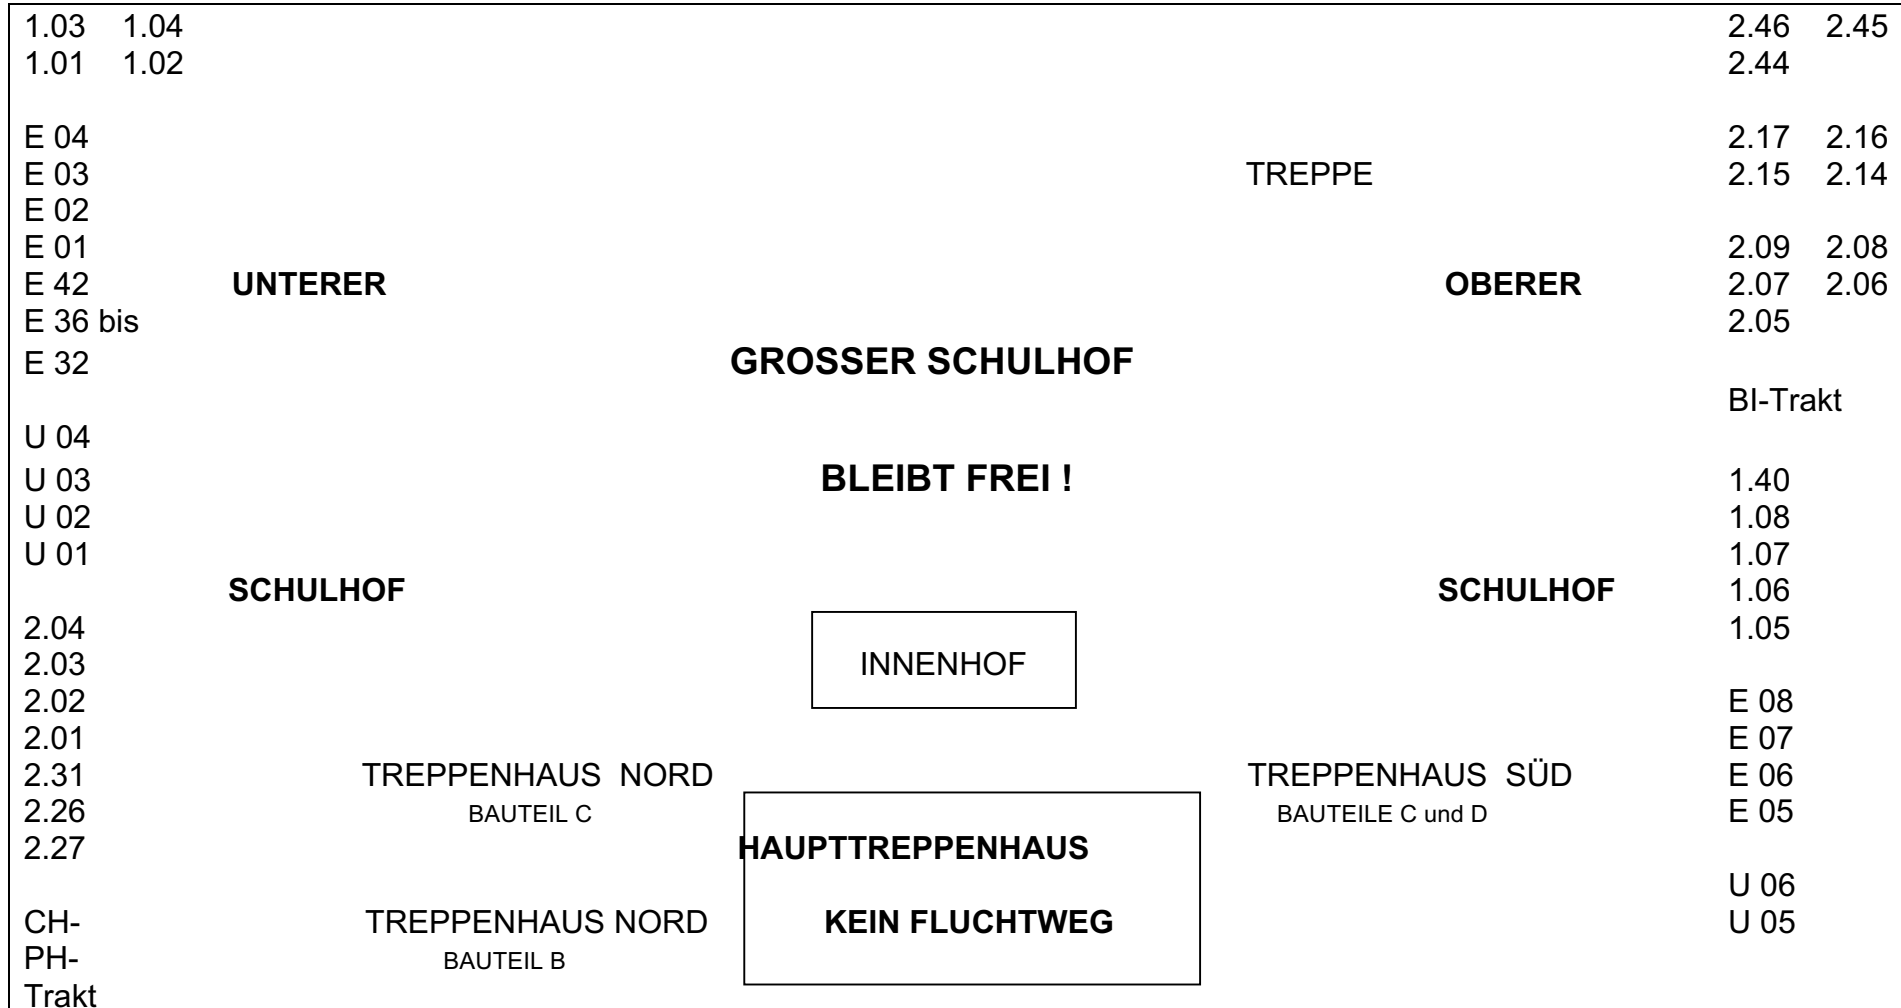 1.03 1.04 2.46 2.45
1.01 1.02 2.44
E 04 2.17 2.16
E 03 TREPPE 2.15 2.14
E 02
E 01 2.09 2.08
E 42 UNTERER OBERER 2.07 2.06
E 36 bis 2.05
E 32 GROSSER SCHULHOF
BI-Trakt
U 04
U 03 BLEIBT FREI ! 1.40
U 02 1.08
U 01 1.07
SCHULHOF SCHULHOF 1.06
2.04 1.05
2.03 INNENHOF
2.02 E 08
2.01 E 07
2.31 TREPPENHAUS NORD TREPPENHAUS SÜD E 06
2.26 BAUTEIL C BAUTEILE C und D E 05
2.27 HAUPTTREPPENHAUS
U 06
CH- TREPPENHAUS NORD KEIN FLUCHTWEG U 05
PH- BAUTEIL B
Trakt